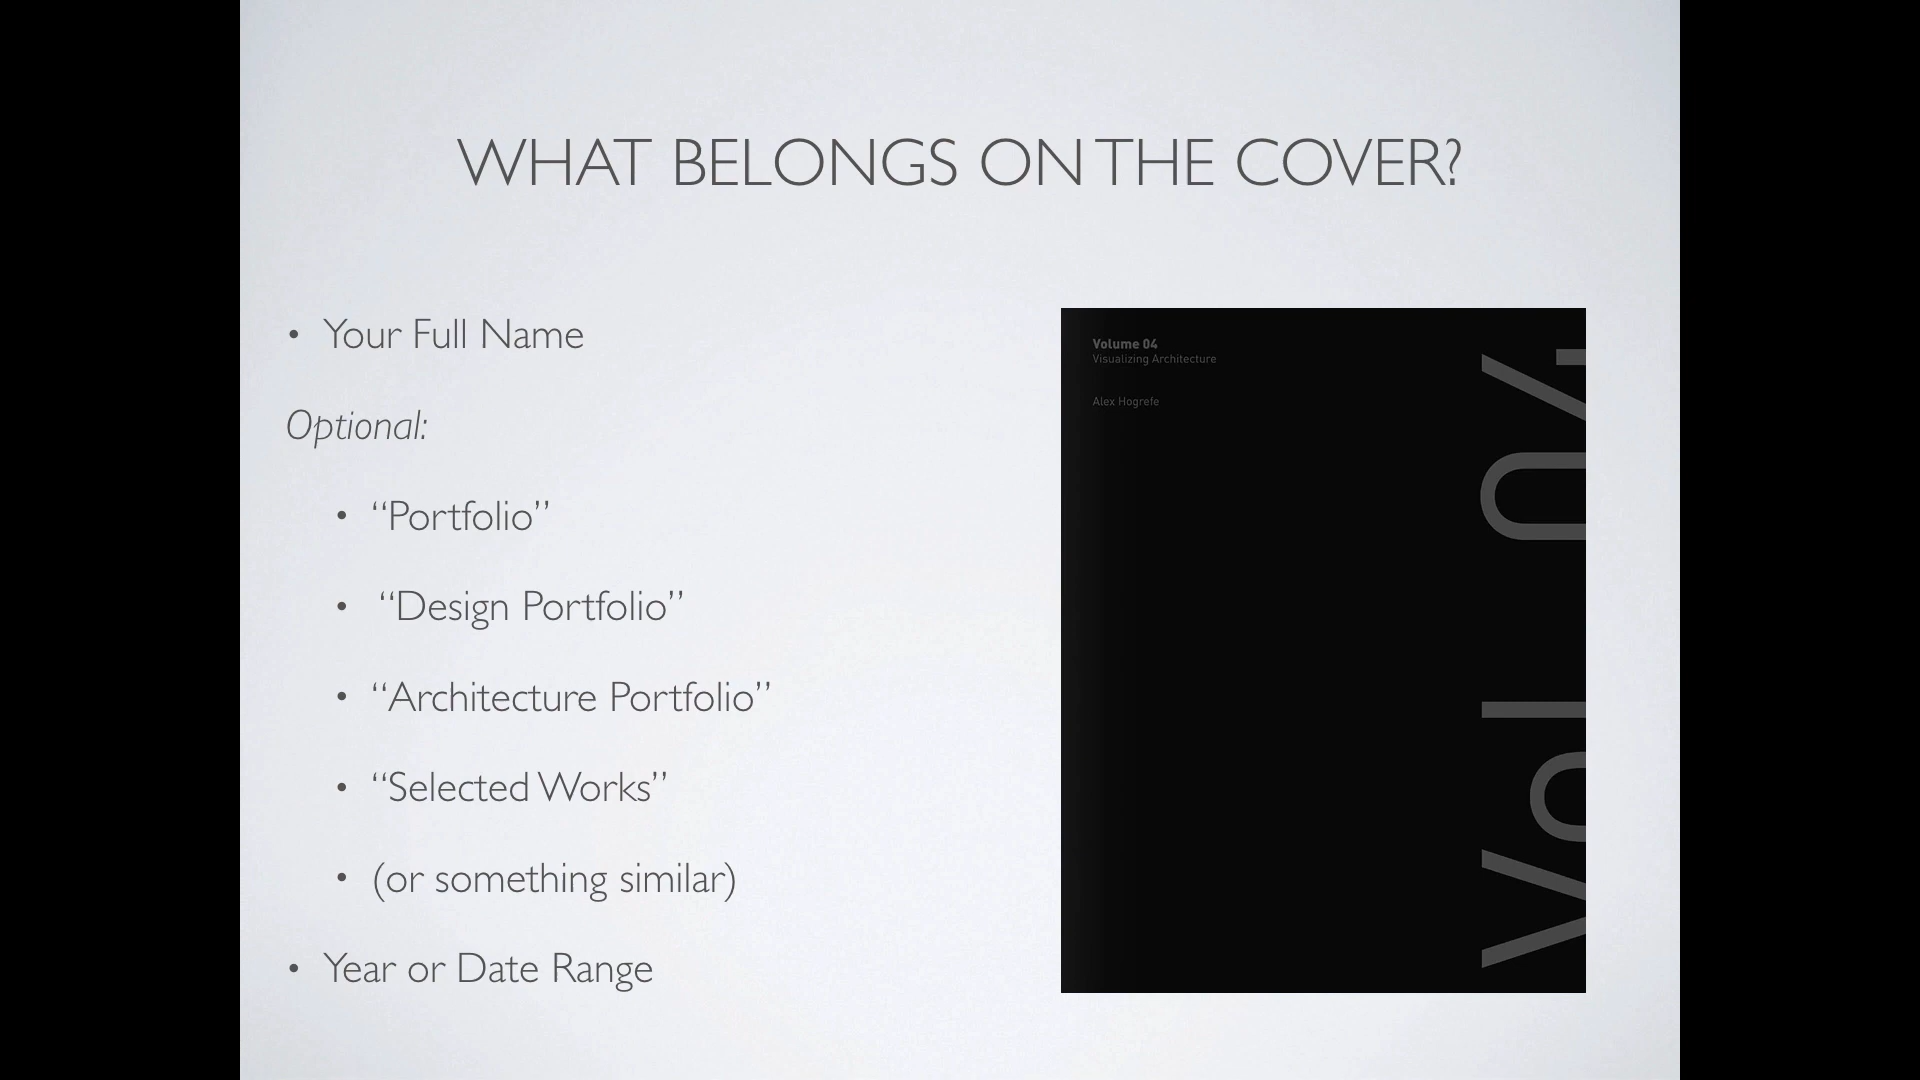 WHAT BELONGS ON THE COVER?
• Your Full Name
Optional:
• “Portfolio”
• “Design Portfolio”
• “Architecture Portfolio”
• “Selected Works”
• (or something similar)
• Year or Date Range
Volume 04
Visualizing Architecture
Alex Hogrefe
Vol. 04